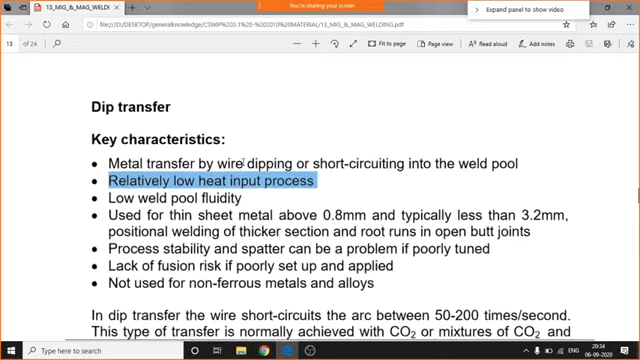 13_MIG_&_MAG_WELDING.pdf
You're sharing your screen
Expand panel to show video
file:///D:/DESKTOP/generalknowledge/CSWIP%203.1%20-%202010%20MATERIAL/13_MIG_&_MAG_WELDING.pdf
13 of 24
Fit to page
Page view
Read aloud
Add notes
Dip transfer
Key characteristics:
• Metal transfer by wire dipping or short-circuiting into the weld pool
• Relatively low heat input process
• Low weld pool fluidity
• Used for thin sheet metal above 0.8mm and typically less than 3.2mm,
positional welding of thicker section and root runs in open butt joints
• Process stability and spatter can be a problem if poorly tuned
• Lack of fusion risk if poorly set up and applied
• Not used for non-ferrous metals and alloys
In dip transfer the wire short-circuits the arc between 50-200 times/second.
This type of transfer is normally achieved with CO2 or mixtures of CO2 and
Type here to search
ENG
20:34
06-09-2020